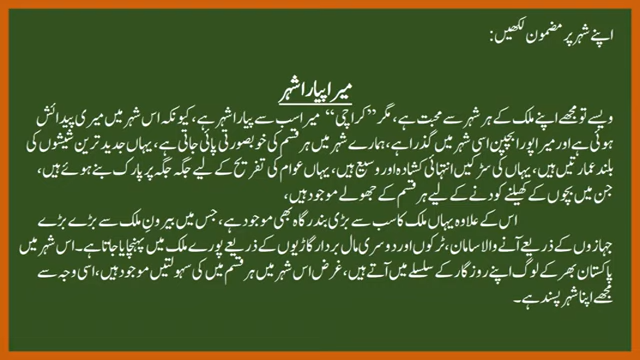 اپنے شہر پر مضمون لکھیں:
میرا پیارا شہر
ویسے تو مجھے اپنے ملک کے ہر شہر سے محبت ہے، مگر "کراچی" میرا سب سے پیارا شہر ہے، کیونکہ اس شہر میں میری پیدائش
ہوئی ہے اور میرا پورا بچپن اسی شہر میں گذرا ہے، ہمارے شہر میں ہر قسم کی خوبصورتی پائی جاتی ہے، یہاں جدید ترین شیشوں کی
بلند عمارتیں ہیں، یہاں کی سڑکیں انتہائی کشادہ اور وسیع ہیں، یہاں عوام کی تفریح کے لیے جگہ جگہ پر پارک بنے ہوئے ہیں،
جن میں بچوں کے کھیلنے کودنے کے لیے ہر قسم کے جھولے موجود ہیں،
اس کے علاوہ یہاں ملک کا سب سے بڑی بندرگاہ بھی موجود ہے، جس میں بیرونِ ملک سے بڑے بڑے
جہازوں کے ذریعے آنے والا سامان، ٹرکوں اور دوسری مال بردار گاڑیوں کے ذریعے پورے ملک میں پہنچایا جاتا ہے۔ اس شہر میں
پاکستان بھر کے لوگ اپنے روزگار کے سلسلے میں آتے ہیں، غرض اس شہر میں ہر قسم میں کی سہولتیں موجود ہیں، اسی وجہ سے
مجھے اپنا شہر پسند ہے۔